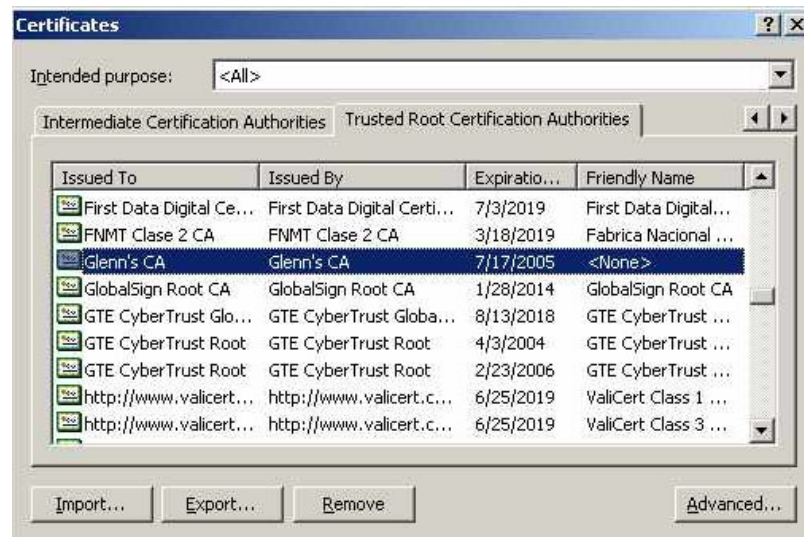 Certificates
Intended purpose: <All>
Intermediate Certification Authorities Trusted Root Certification Authorities
Issued To Issued By Expiratio... Friendly Name
First Data Digital Ce... First Data Digital Certi... 7/3/2019 First Data Digital...
FNMT Clase 2 CA FNMT Clase 2 CA 3/18/2019 Fabrica Nacional ...
Glenn's CA Glenn's CA 7/17/2005 <None>
GlobalSign Root CA GlobalSign Root CA 1/28/2014 GlobalSign Root CA
GTE CyberTrust Glo... GTE CyberTrust Globa... 8/13/2018 GTE CyberTrust ...
GTE CyberTrust Root GTE CyberTrust Root 4/3/2004 GTE CyberTrust ...
GTE CyberTrust Root GTE CyberTrust Root 2/23/2006 GTE CyberTrust ...
http://www.valicert... http://www.valicert.c... 6/25/2019 ValiCert Class 1 ...
http://www.valicert... http://www.valicert.c... 6/25/2019 ValiCert Class 3 ...
Import... Export... Remove Advanced...